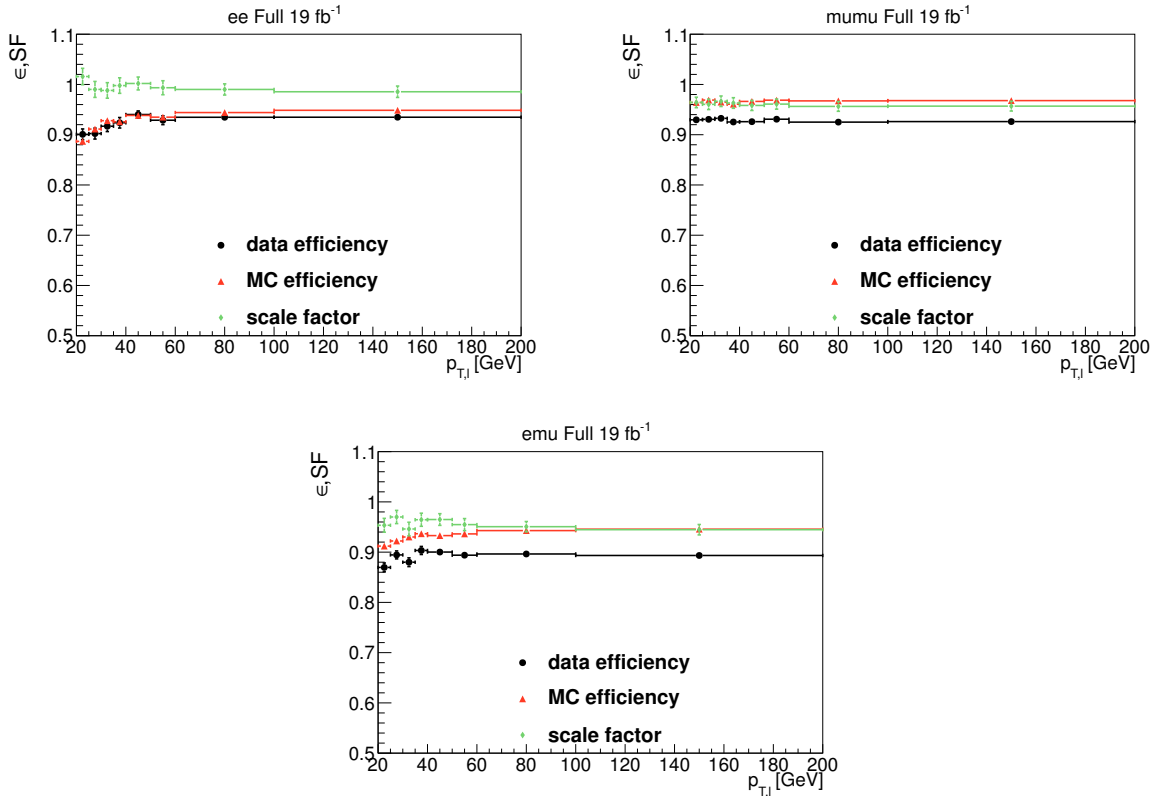 ee Full 19 fb-1
ϵ,SF
1.1
1
0.9
0.8
0.7
0.6
0.5
data efficiency
MC efficiency
scale factor
20 40 60 80 100 120 140 160 180 200
pT,l [GeV]
mumu Full 19 fb-1
ϵ,SF
1.1
1
0.9
0.8
0.7
0.6
0.5
data efficiency
MC efficiency
scale factor
20 40 60 80 100 120 140 160 180 200
pT,l [GeV]
emu Full 19 fb-1
ϵ,SF
1.1
1
0.9
0.8
0.7
0.6
0.5
data efficiency
MC efficiency
scale factor
20 40 60 80 100 120 140 160 180 200
pT,l [GeV]